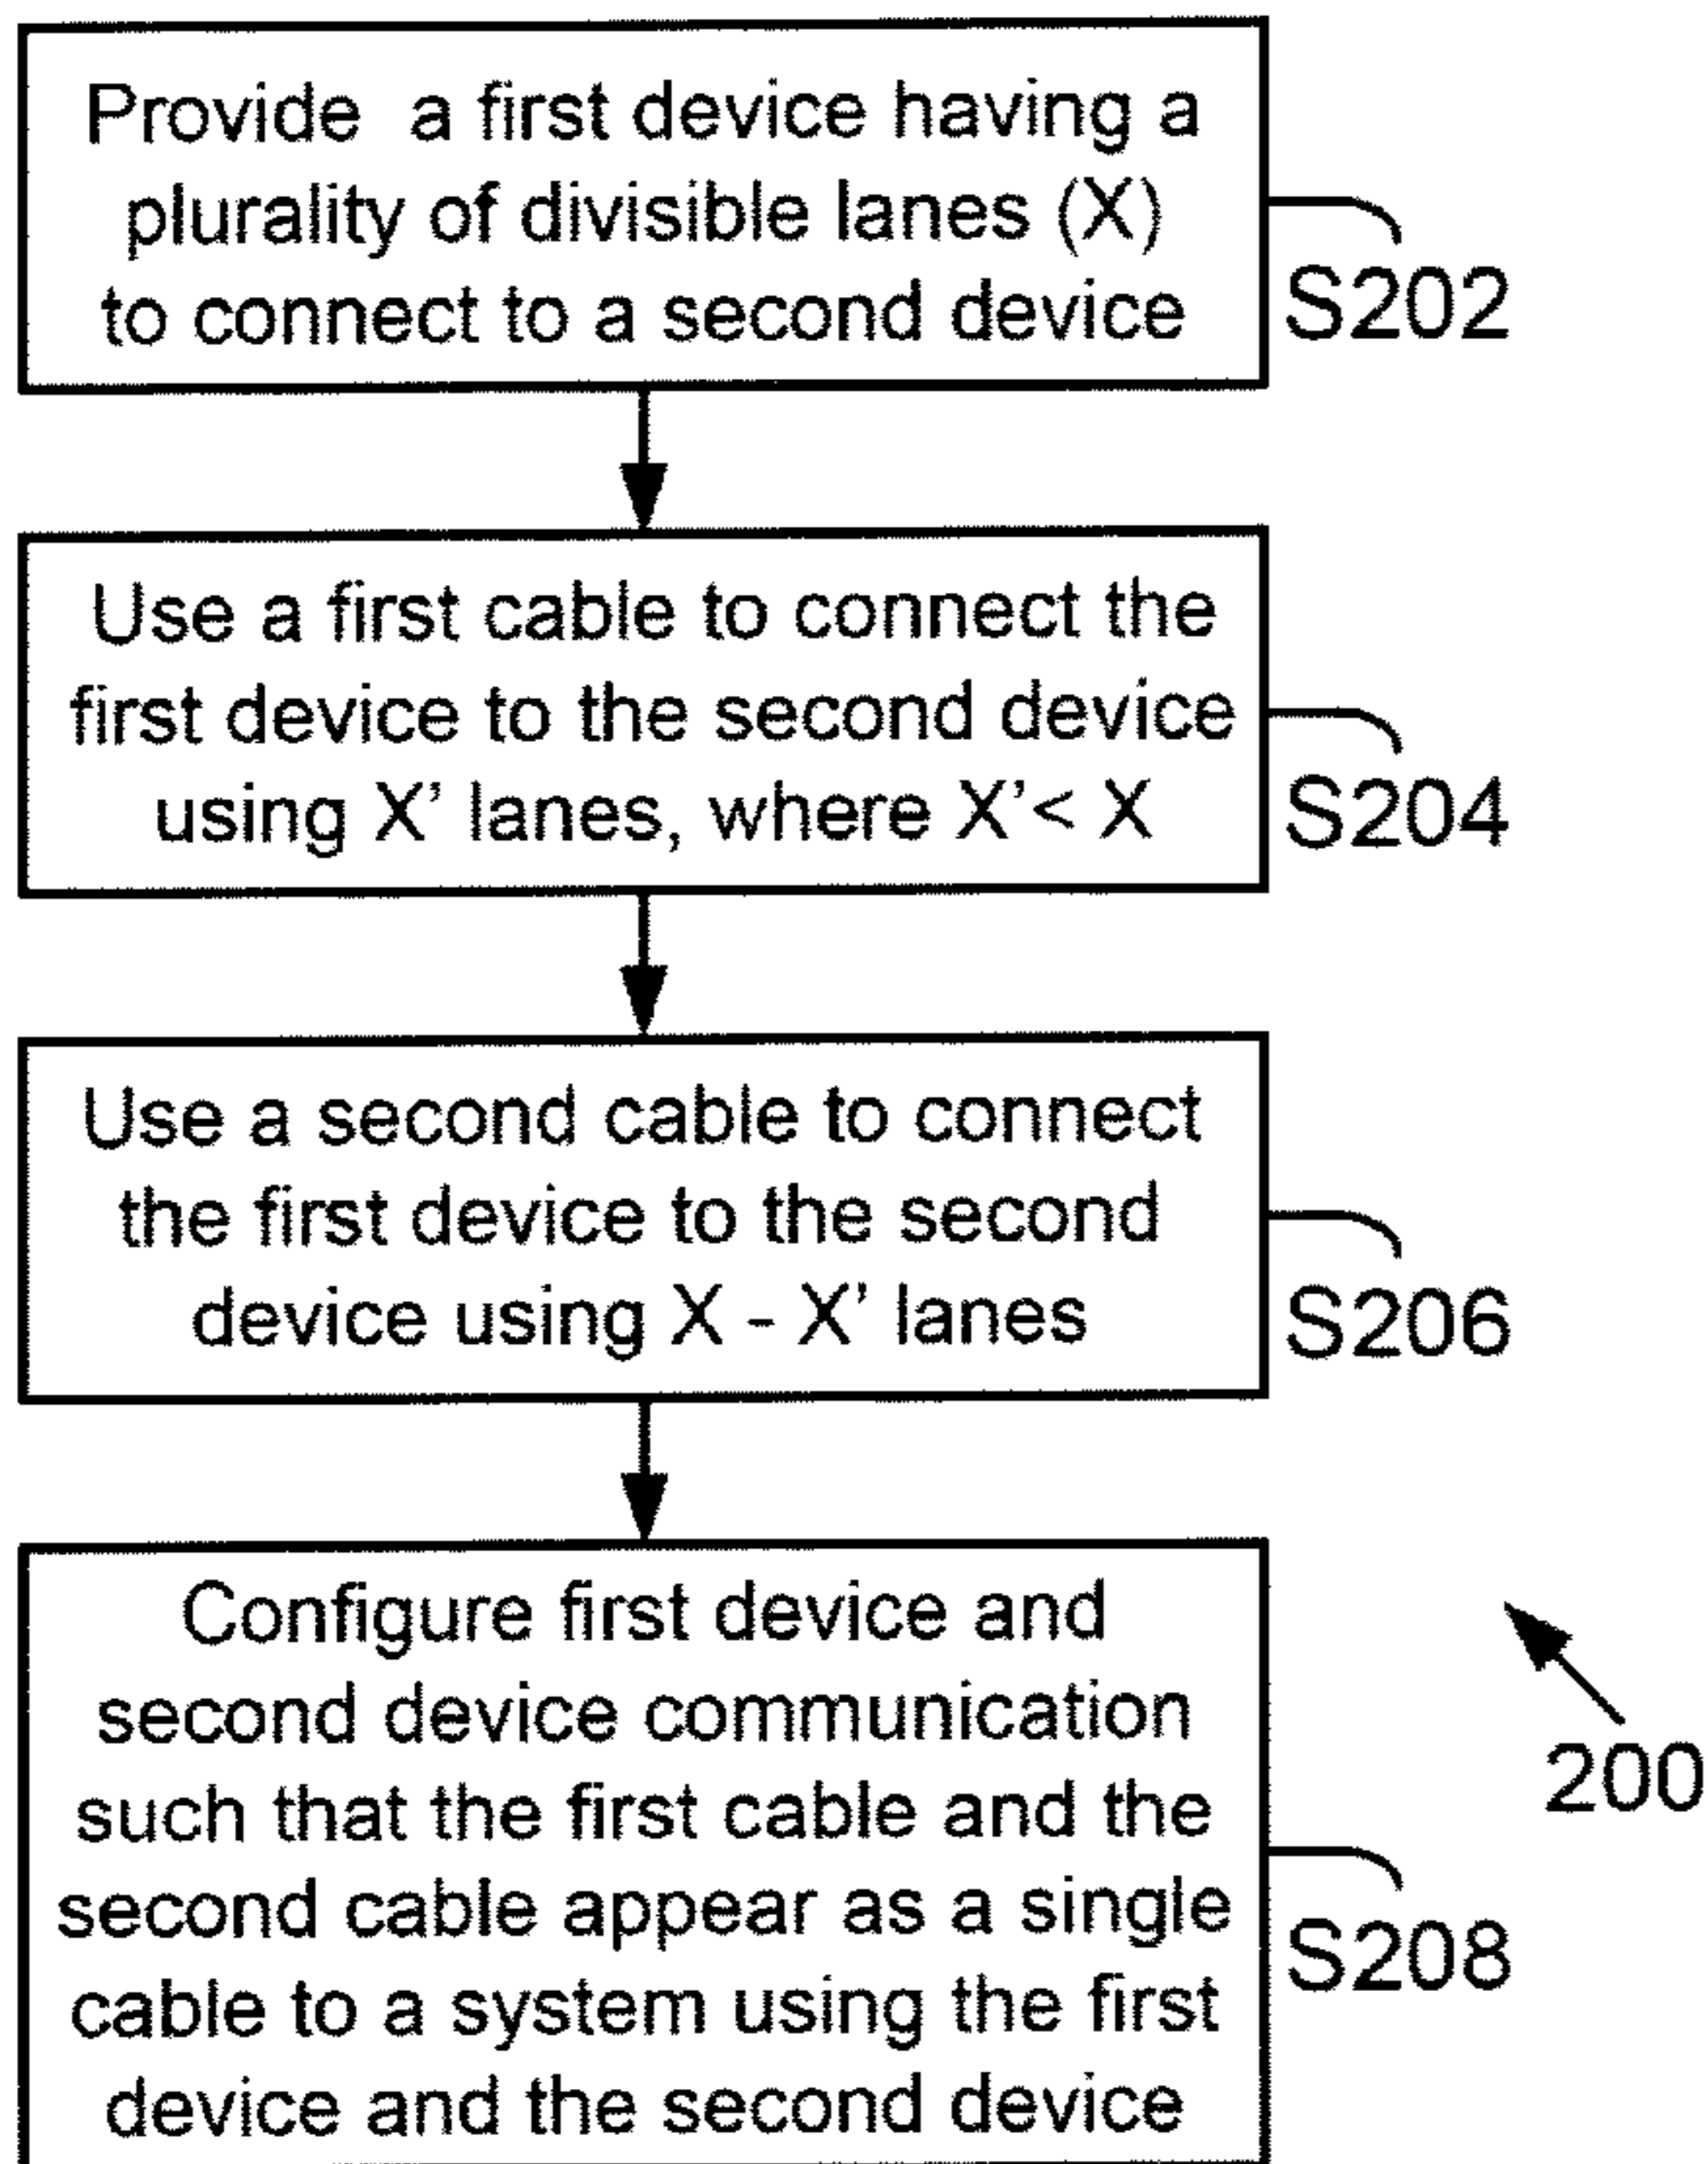 Provide a first device having a
plurality of divisible lanes (X)
to connect to a second device
S202
Use a first cable to connect the
first device to the second device
using X' lanes, where X'< X
S204
Use a second cable to connect
the first device to the second
device using X - X' lanes
S206
Configure first device and
second device communication
such that the first cable and the
second cable appear as a single
cable to a system using the first
device and the second device
S208
200